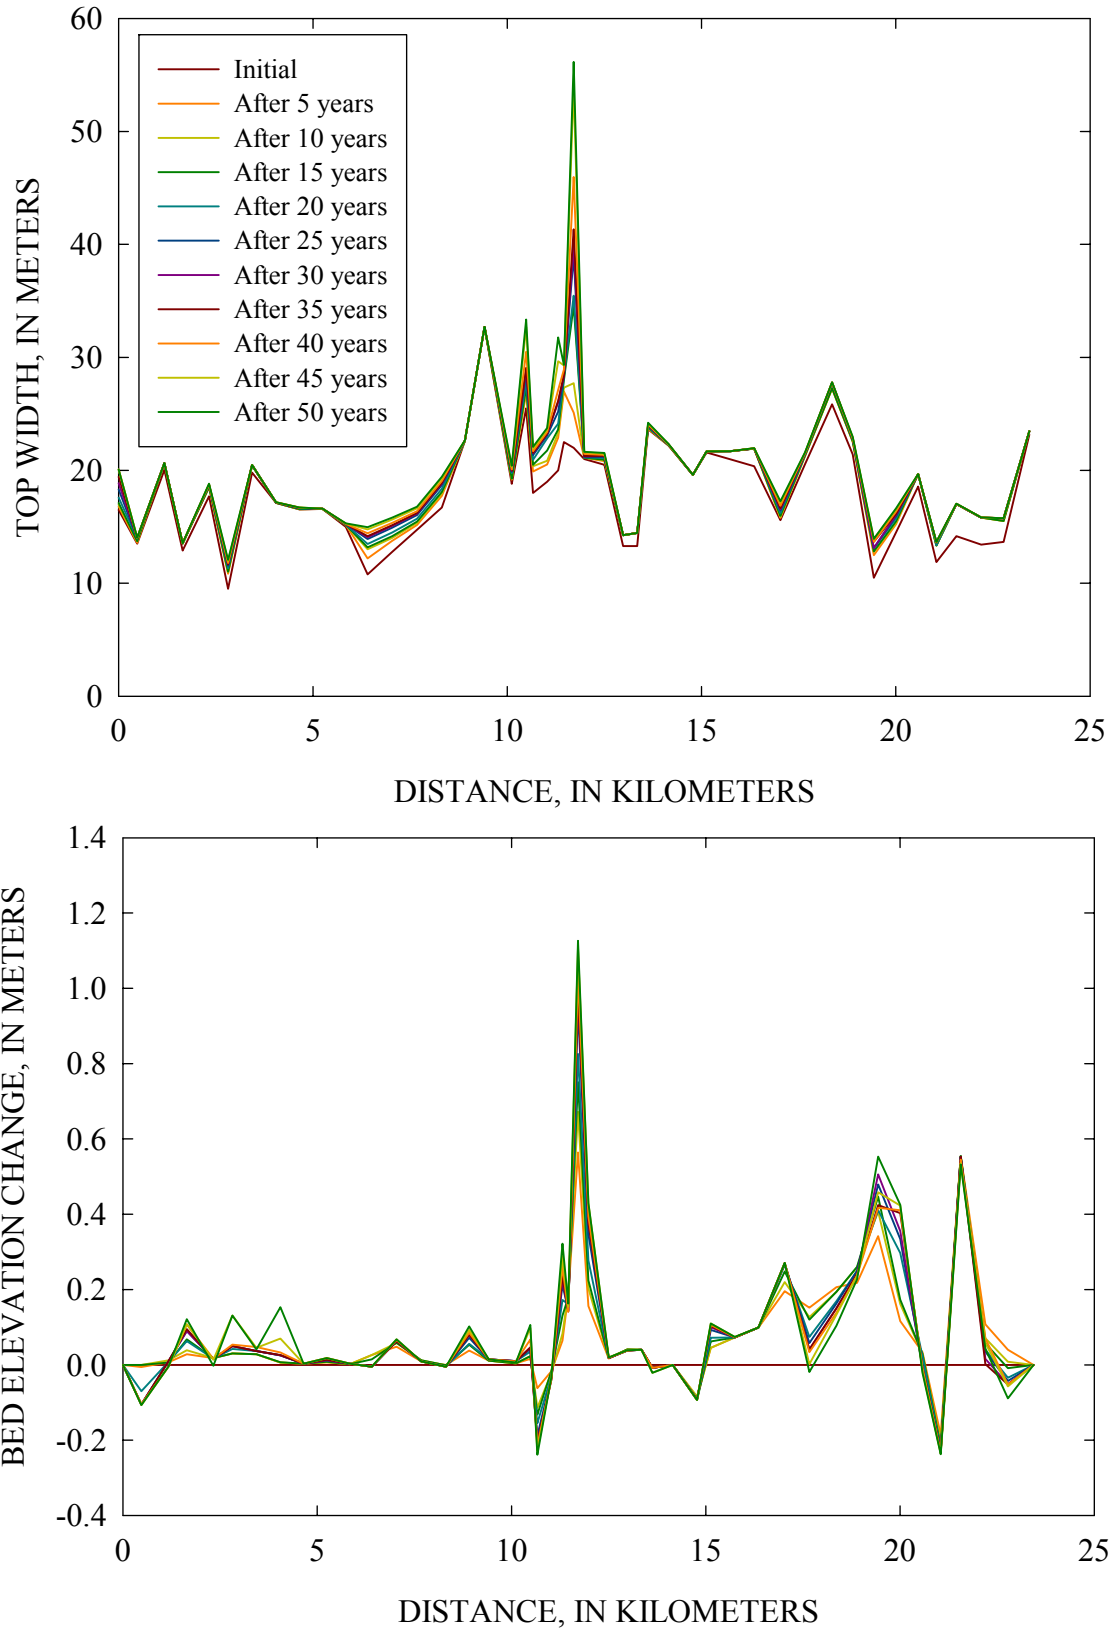 60
50
40
30
20
10
0
TOP WIDTH, IN METERS
Initial
After 5 years
After 10 years
After 15 years
After 20 years
After 25 years
After 30 years
After 35 years
After 40 years
After 45 years
After 50 years
0 5 10 15 20 25
DISTANCE, IN KILOMETERS
1.4
1.2
1.0
0.8
0.6
0.4
0.2
0.0
-0.2
-0.4
BED ELEVATION CHANGE, IN METERS
0 5 10 15 20 25
DISTANCE, IN KILOMETERS